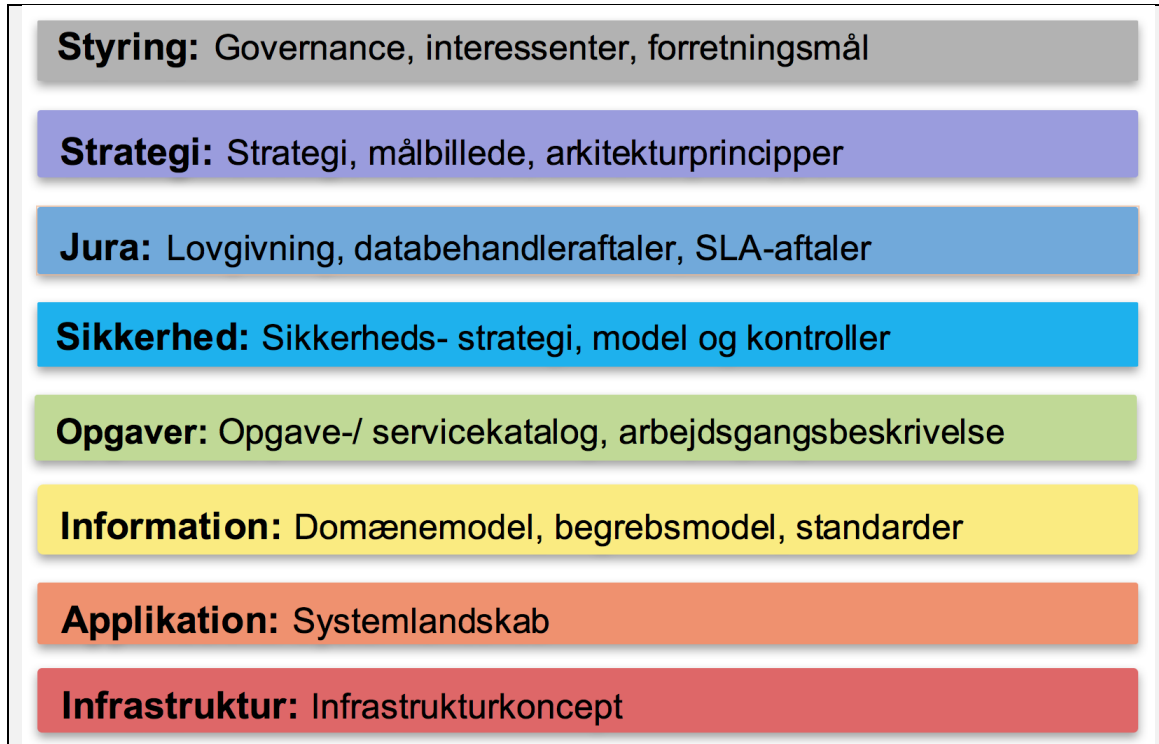 Styring: Governance, interessenter, forretningsmål
Strategi: Strategi, målbillede, arkitekturprincipper
Jura: Lovgivning, databehandleraftaler, SLA-aftaler
Sikkerhed: Sikkerheds- strategi, model og kontroller
Opgaver: Opgave-/ servicekatalog, arbejdsgangsbeskrivelse
Information: Domænemodel, begrebsmodel, standarder
Applikation: Systemlandskab
Infrastruktur: Infrastrukturkoncept